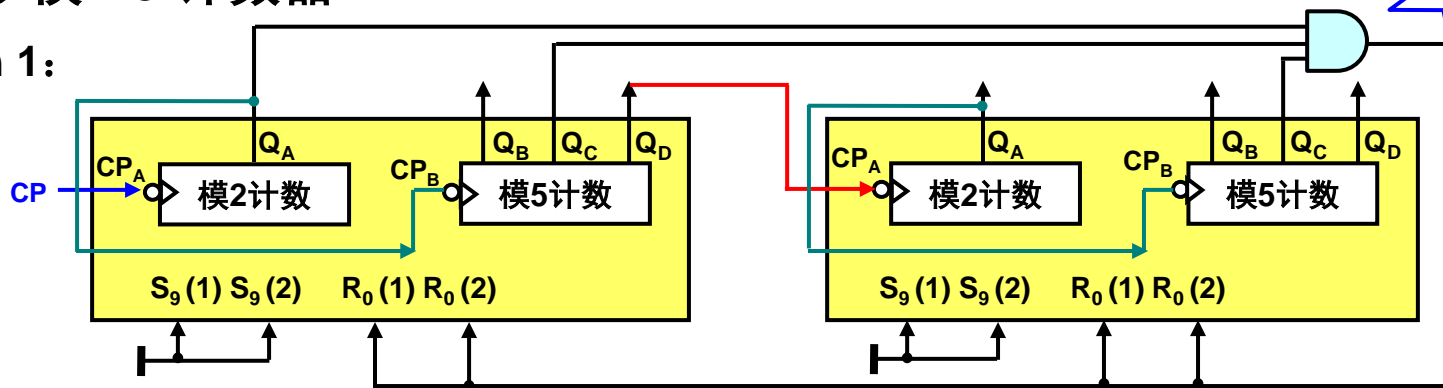 计数器
1：
Q_A Q_B Q_C Q_D Q_A Q_B Q_C Q_D
CP_A CP_B CP_A CP_B
CP 模2计数 模5计数 模2计数 模5计数
S_9(1) S_9(2) R_0(1) R_0(2) S_9(1) S_9(2) R_0(1) R_0(2)